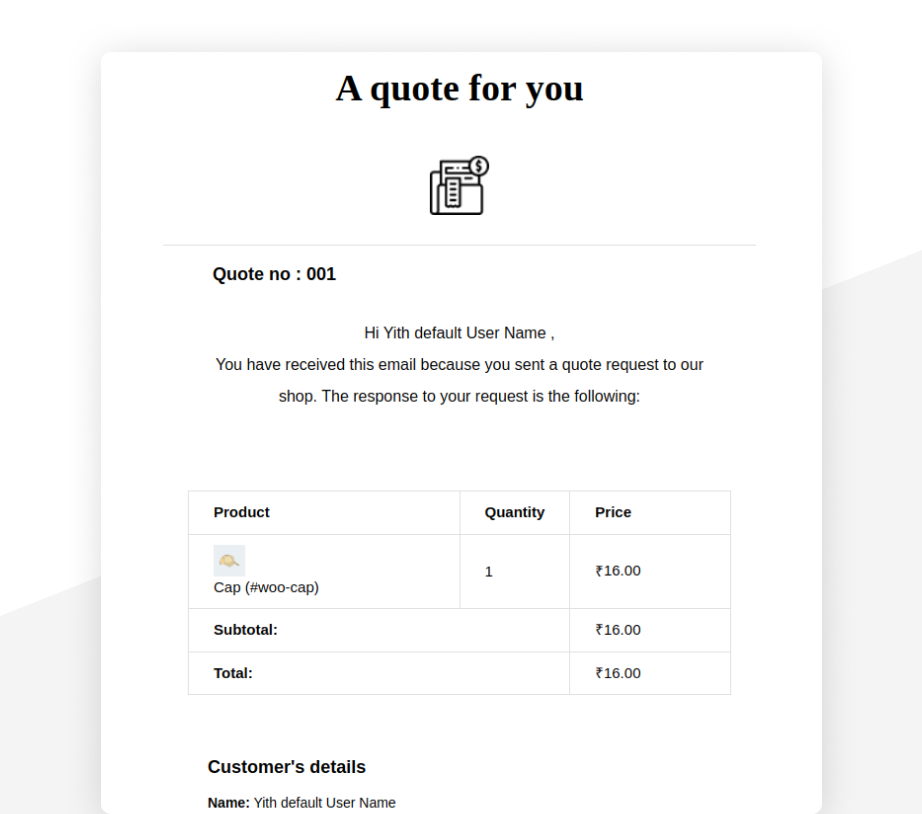 A quote for you
$
Quote no : 001
Hi Yith default User Name ,
You have received this email because you sent a quote request to our
shop. The response to your request is the following:
Product Quantity Price
Cap (#woo-cap) 1 ₹16.00
Subtotal: ₹16.00
Total: ₹16.00
Customer's details
Name: Yith default User Name